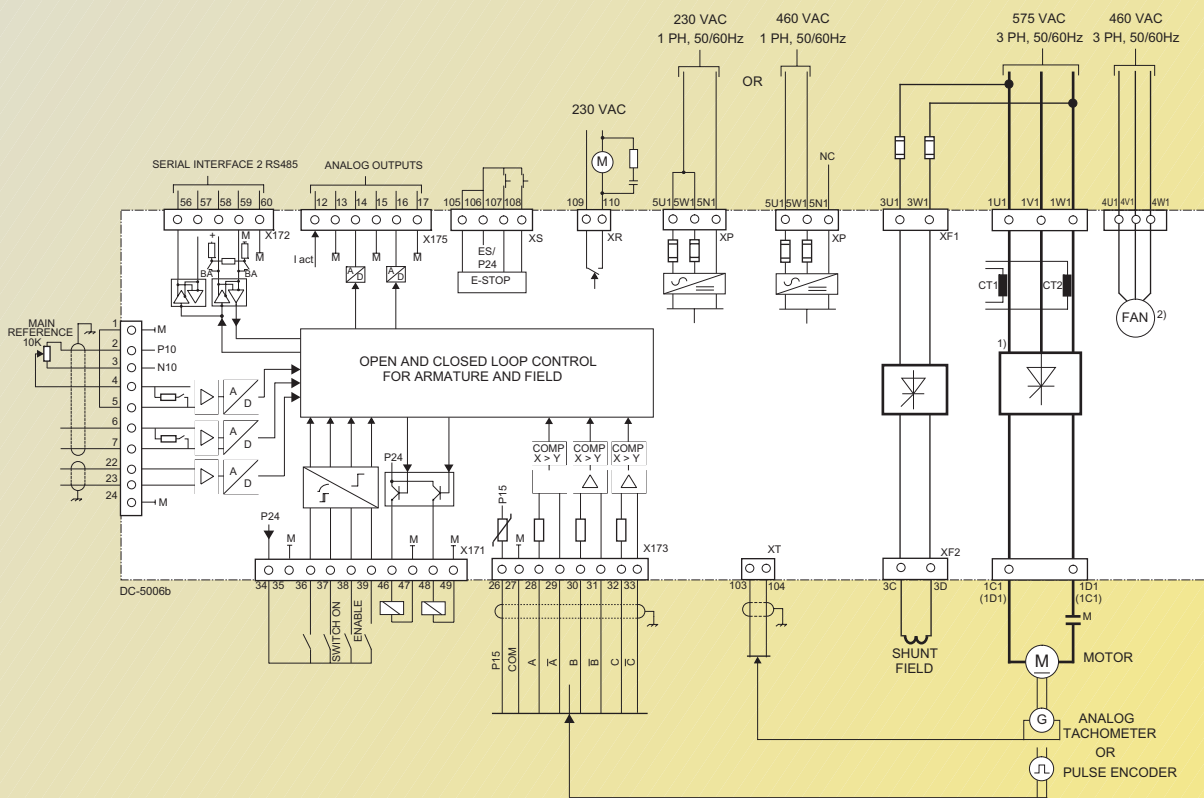 230 VAC
1 PH, 50/60Hz
460 VAC
1 PH, 50/60Hz
575 VAC
3 PH, 50/60Hz
460 VAC
3 PH, 50/60Hz
OR
230 VAC
M
NC
SERIAL INTERFACE 2 RS485
ANALOG OUTPUTS
56 57 58 59 60
12 13 14 15 16 17
105 106 107 108
109 110
5U1 5W1 5N1
5U1 5W1 5N1
3U1 3W1
1U1 1V1 1W1
4U1 4V1 4W1
X172
X175
XS
XR
XP
XP
XF1
+ M
M
BA BA
I act
M M M
A
D
A
D
ES/
P24
E-STOP
CT1
CT2
FAN
2)
MAIN
REFERENCE
10K
1
M
2
P10
3
N10
4
5
6
7
22
23
24
M
A
D
A
D
A
D
OPEN AND CLOSED LOOP CONTROL
FOR ARMATURE AND FIELD
1)
P24
COMP
X > Y
COMP
X > Y
COMP
X > Y
P24
M
M
M
X171
P15
M
X173
XT
XF2
DC-5006b
34 35 36 37 38 39 46 47 48 49
26 27 28 29 30 31 32 33
103 104
3C 3D
1C1
(1D1)
1D1
(1C1)
SWITCH ON
ENABLE
P15
COM
A
A̅
B
B̅
C
C̅
SHUNT
FIELD
M
M
MOTOR
G
ANALOG
TACHOMETER
OR
PULSE ENCODER